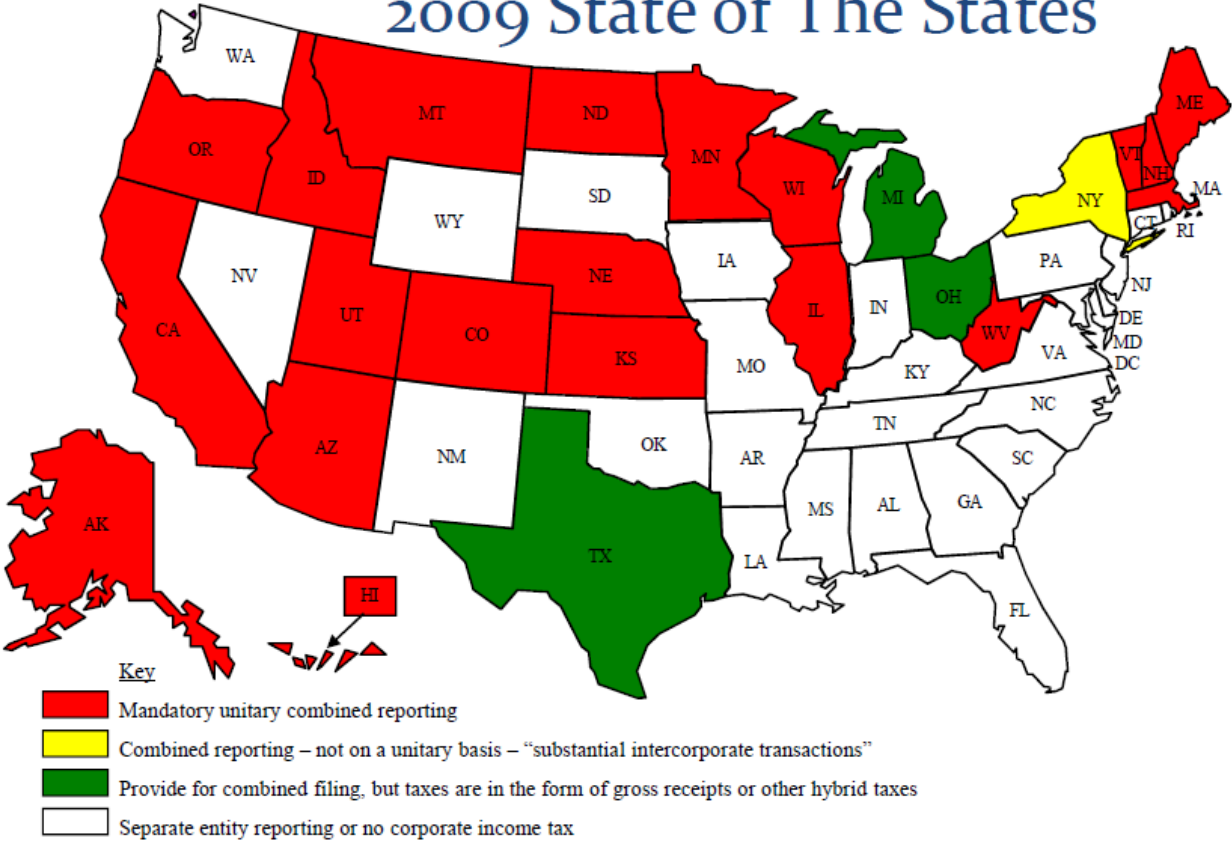 2009 State of The States
WA
MT
ND
MN
ME
OR
ID
WI
MI
VT
NH
MA
SD
WY
NY
CT
RI
NV
IA
PA
NE
NJ
UT
CO
IL
IN
OH
DE
CA
WV
MD
KS
MO
VA
DC
KY
NC
TN
AZ
NM
OK
AR
SC
MS
AL
GA
AK
TX
LA
HI
FL
Key
Mandatory unitary combined reporting
Combined reporting – not on a unitary basis – “substantial intercorporate transactions”
Provide for combined filing, but taxes are in the form of gross receipts or other hybrid taxes
Separate entity reporting or no corporate income tax